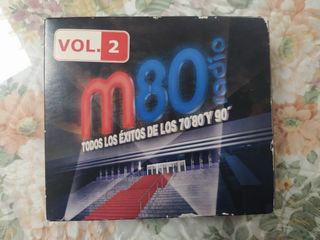 VOL. 2
m80
radio
TODOS LOS ÉXITOS DE LOS 70'80'Y 90'